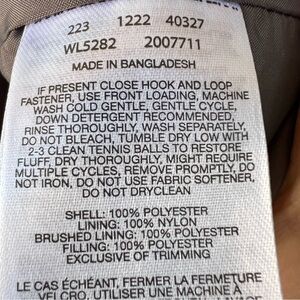 223 1222 40327
WL5282 2007711
MADE IN BANGLADESH
IF PRESENT CLOSE HOOK AND LOOP
FASTENER, USE FRONT LOADING, MACHINE
WASH COLD GENTLE, GENTLE CYCLE,
DOWN DETERGENT RECOMMENDED,
RINSE THOROUGHLY, WASH SEPARATELY,
DO NOT BLEACH, TUMBLE DRY LOW WITH
2-3 CLEAN TENNIS BALLS TO RESTORE
FLUFF, DRY THOROUGHLY, MIGHT REQUIRE
MULTIPLE CYCLES, REMOVE PROMPTLY, DO
NOT IRON, DO NOT USE FABRIC SOFTENER,
DO NOT DRYCLEAN
SHELL: 100% POLYESTER
LINING: 100% NYLON
BRUSHED LINING: 100% POLYESTER
FILLING: 100% POLYESTER
EXCLUSIVE OF TRIMMING
LE CAS ÉCHÉANT, FERMER LA FERMETURE
VELCRO, UTILISER UNE MACHINE À